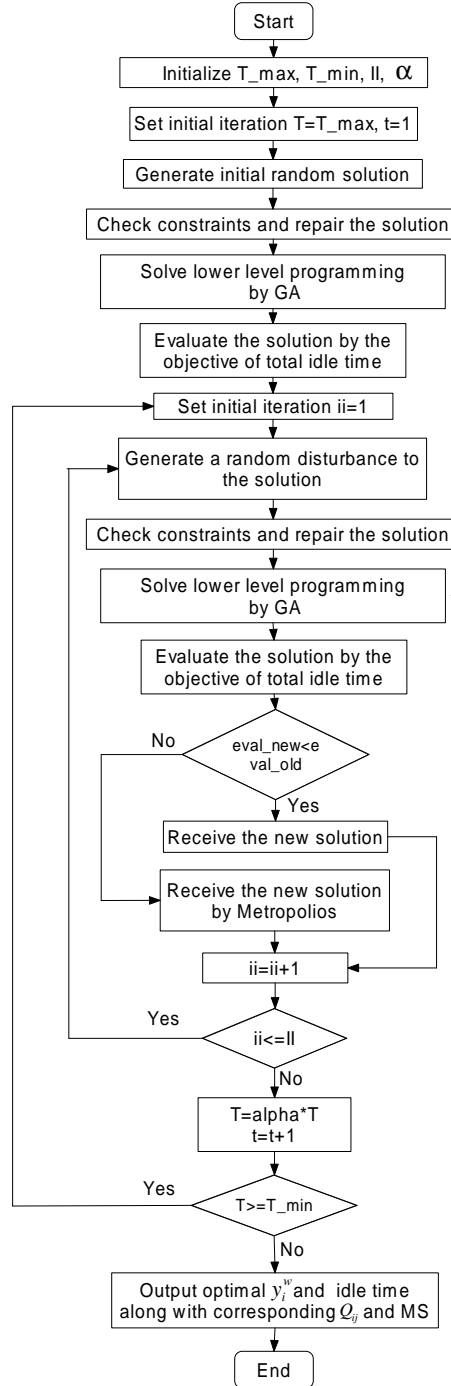 Start
Initialize T_max, T_min, II, α
Set initial iteration T=T_max, t=1
Generate initial random solution
Check constraints and repair the solution
Solve lower level programming
by GA
Evaluate the solution by the
objective of total idle time
Set initial iteration ii=1
Generate a random disturbance to
the solution
Check constraints and repair the solution
Solve lower level programming
by GA
Evaluate the solution by the
objective of total idle time
No
eval_new<e
val_old
Yes
Receive the new solution
Receive the new solution
by Metropolios
ii=ii+1
Yes
ii<=II
No
T=alpha*T
t=t+1
Yes
T>=T_min
No
Output optimal y_i^w and idle time
along with corresponding Q_ij and MS
End